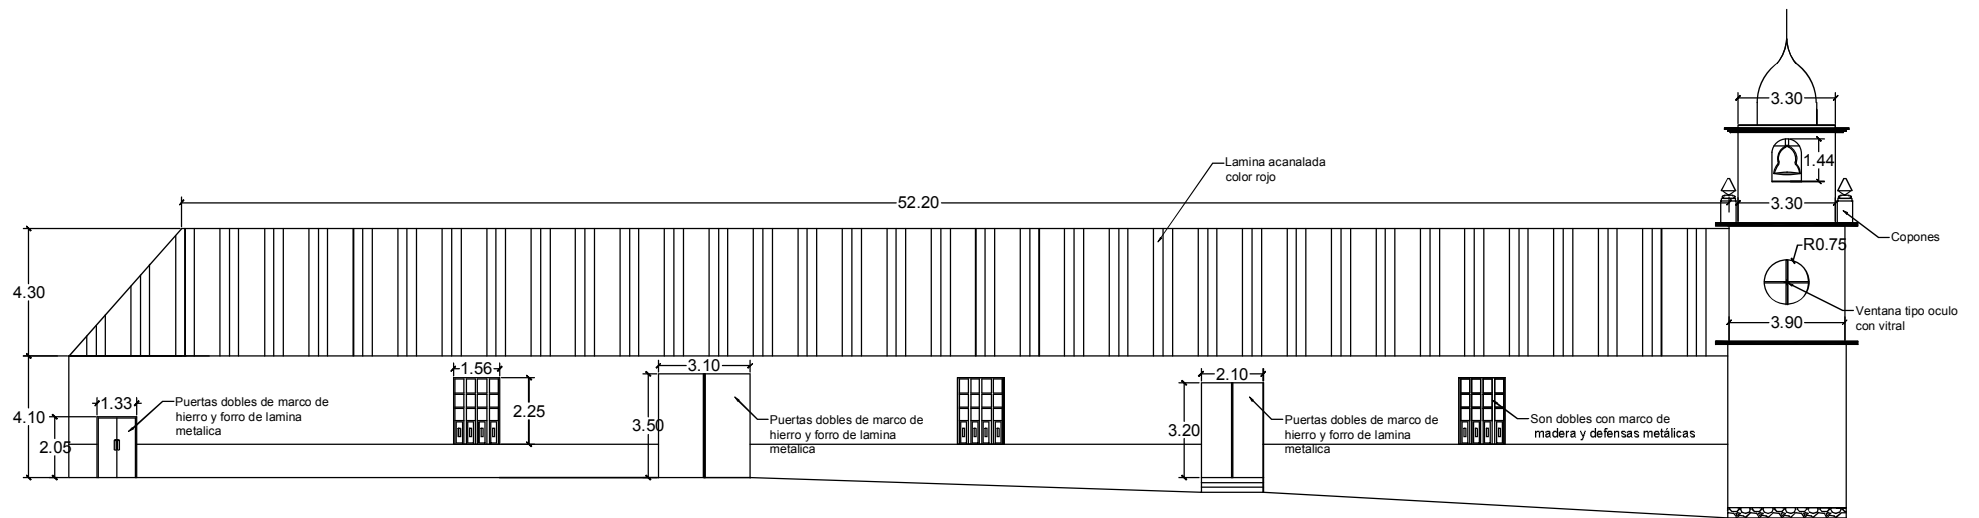 3.30
1.44
Lamina acanalada
color rojo
52.20
3.30
Copones
R0.75
4.30
Ventana tipo oculo
con vitral
3.90
1.56
3.10
2.10
1.33
Puertas dobles de marco de
hierro y forro de lamina
metalica
2.25
4.10
2.05
3.50
Puertas dobles de marco de
hierro y forro de lamina
metalica
3.20
Puertas dobles de marco de
hierro y forro de lamina
metalica
Son dobles con marco de
madera y defensas metálicas